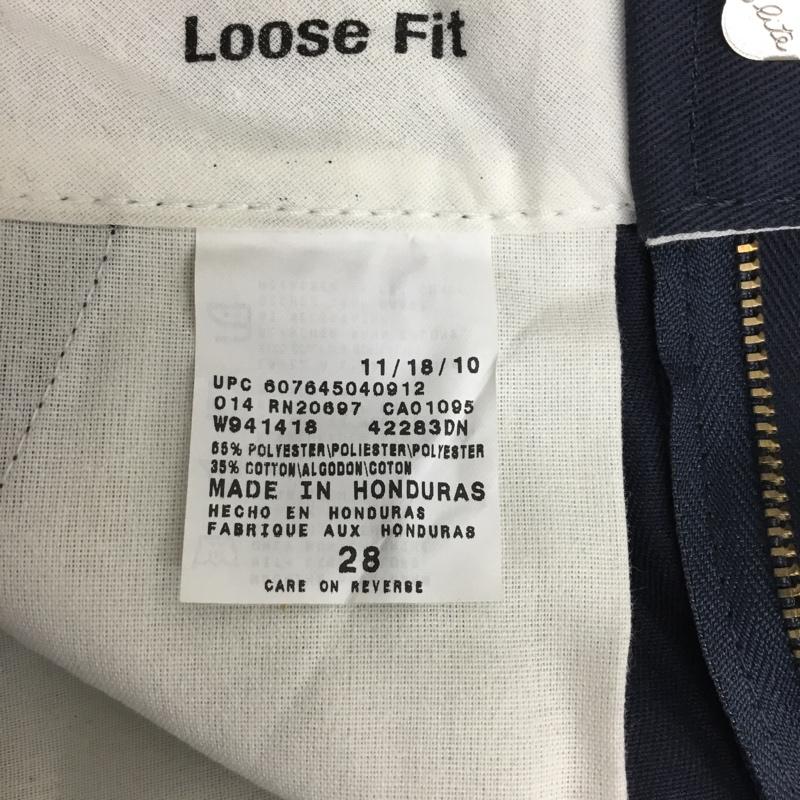 Loose Fit
lite
11/18/10
UPC 607645040912
014 RN20697 CA01095
W941418 42283DN
65% POLYESTER\POLIESTER\POLYESTER
35% COTTON\ALGODON\COTON
MADE IN HONDURAS
HECHO EN HONDURAS
FABRIQUE AUX HONDURAS
28
CARE ON REVERSE